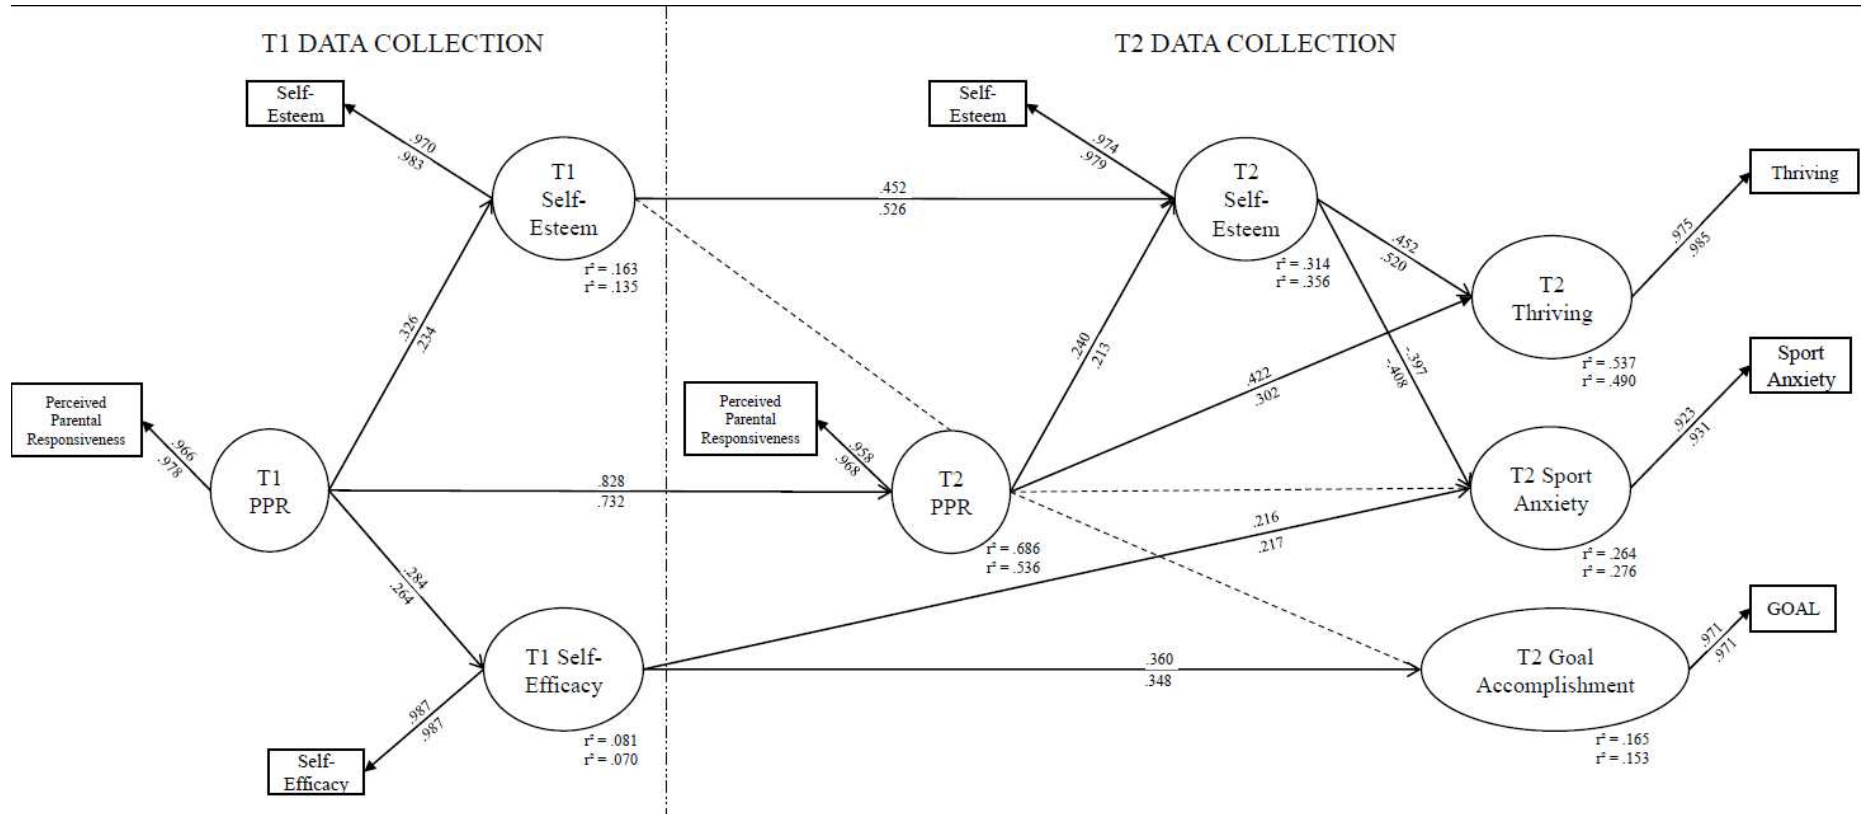 T1 DATA COLLECTION
T2 DATA COLLECTION
Self-
Esteem
.970
.983
T1
Self-
Esteem
r² = .163
r² = .135
.452
.526
Self-
Esteem
.974
.979
T2
Self-
Esteem
r² = .314
r² = .356
.452
.520
Thriving
.975
.985
T2
Thriving
r² = .537
r² = .490
.326
.234
.240
.213
.422
.302
-.397
-.408
Sport
Anxiety
.923
.931
Perceived
Parental
Responsiveness
.966
.978
T1
PPR
.828
.732
Perceived
Parental
Responsiveness
.958
.968
T2
PPR
r² = .686
r² = .536
T2 Sport
Anxiety
r² = .264
r² = .276
.216
.217
.284
.264
T1 Self-
Efficacy
r² = .081
r² = .070
.987
.987
Self-
Efficacy
.360
.348
T2 Goal
Accomplishment
r² = .165
r² = .153
.971
.971
GOAL